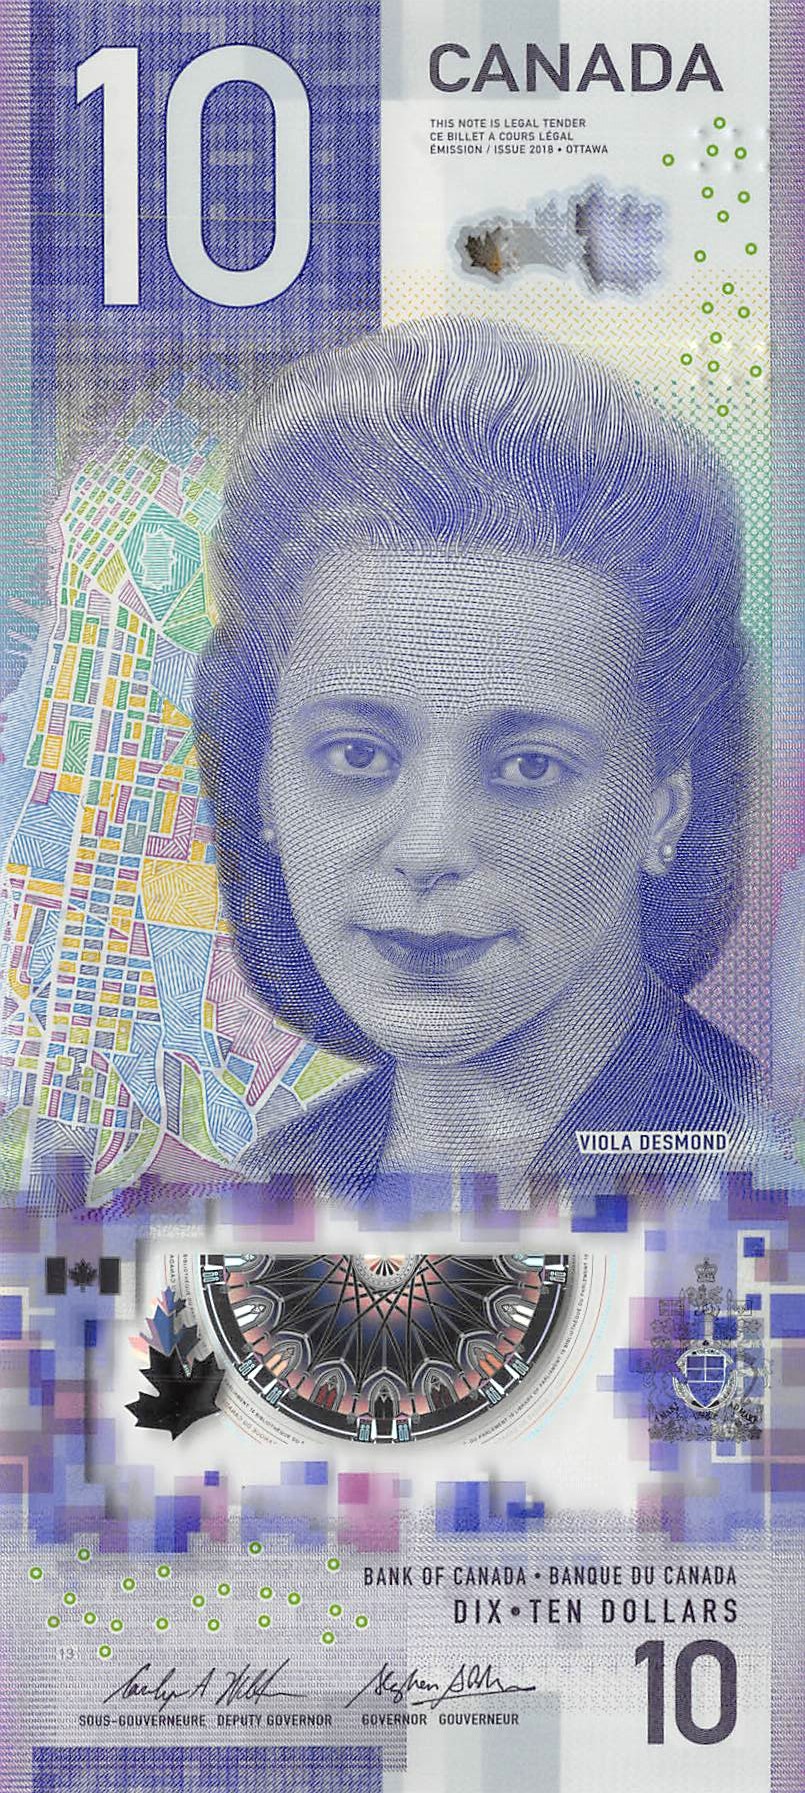 10
CANADA
THIS NOTE IS LEGAL TENDER
CE BILLET A COURS LÉGAL
ÉMISSION / ISSUE 2018 • OTTAWA
VIOLA DESMOND
BANK OF CANADA • BANQUE DU CANADA
DIX • TEN DOLLARS
13
10
SOUS-GOUVERNEURE DEPUTY GOVERNOR
GOVERNOR GOUVERNEUR